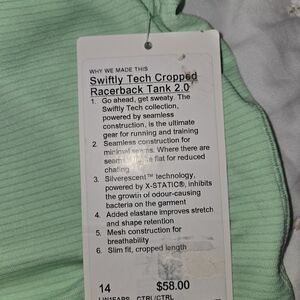 WHY WE MADE THIS
Swiftly Tech Cropped
Racerback Tank 2.0
1. Go ahead, get sweaty. The
Swiftly Tech collection,
powered by seamless
construction, is the ultimate
gear for running and training
2. Seamless construction for
minimal seams. Where there are
flat for reduced
chafing
3. Silverescent™ technology,
powered by X-STATIC®, inhibits
the growth of odour-causing
bacteria on the garment
4. Added elastane improves stretch
and shape retention
5. Mesh construction for
breathability
6. Slim fit, cropped length
14 $58.00